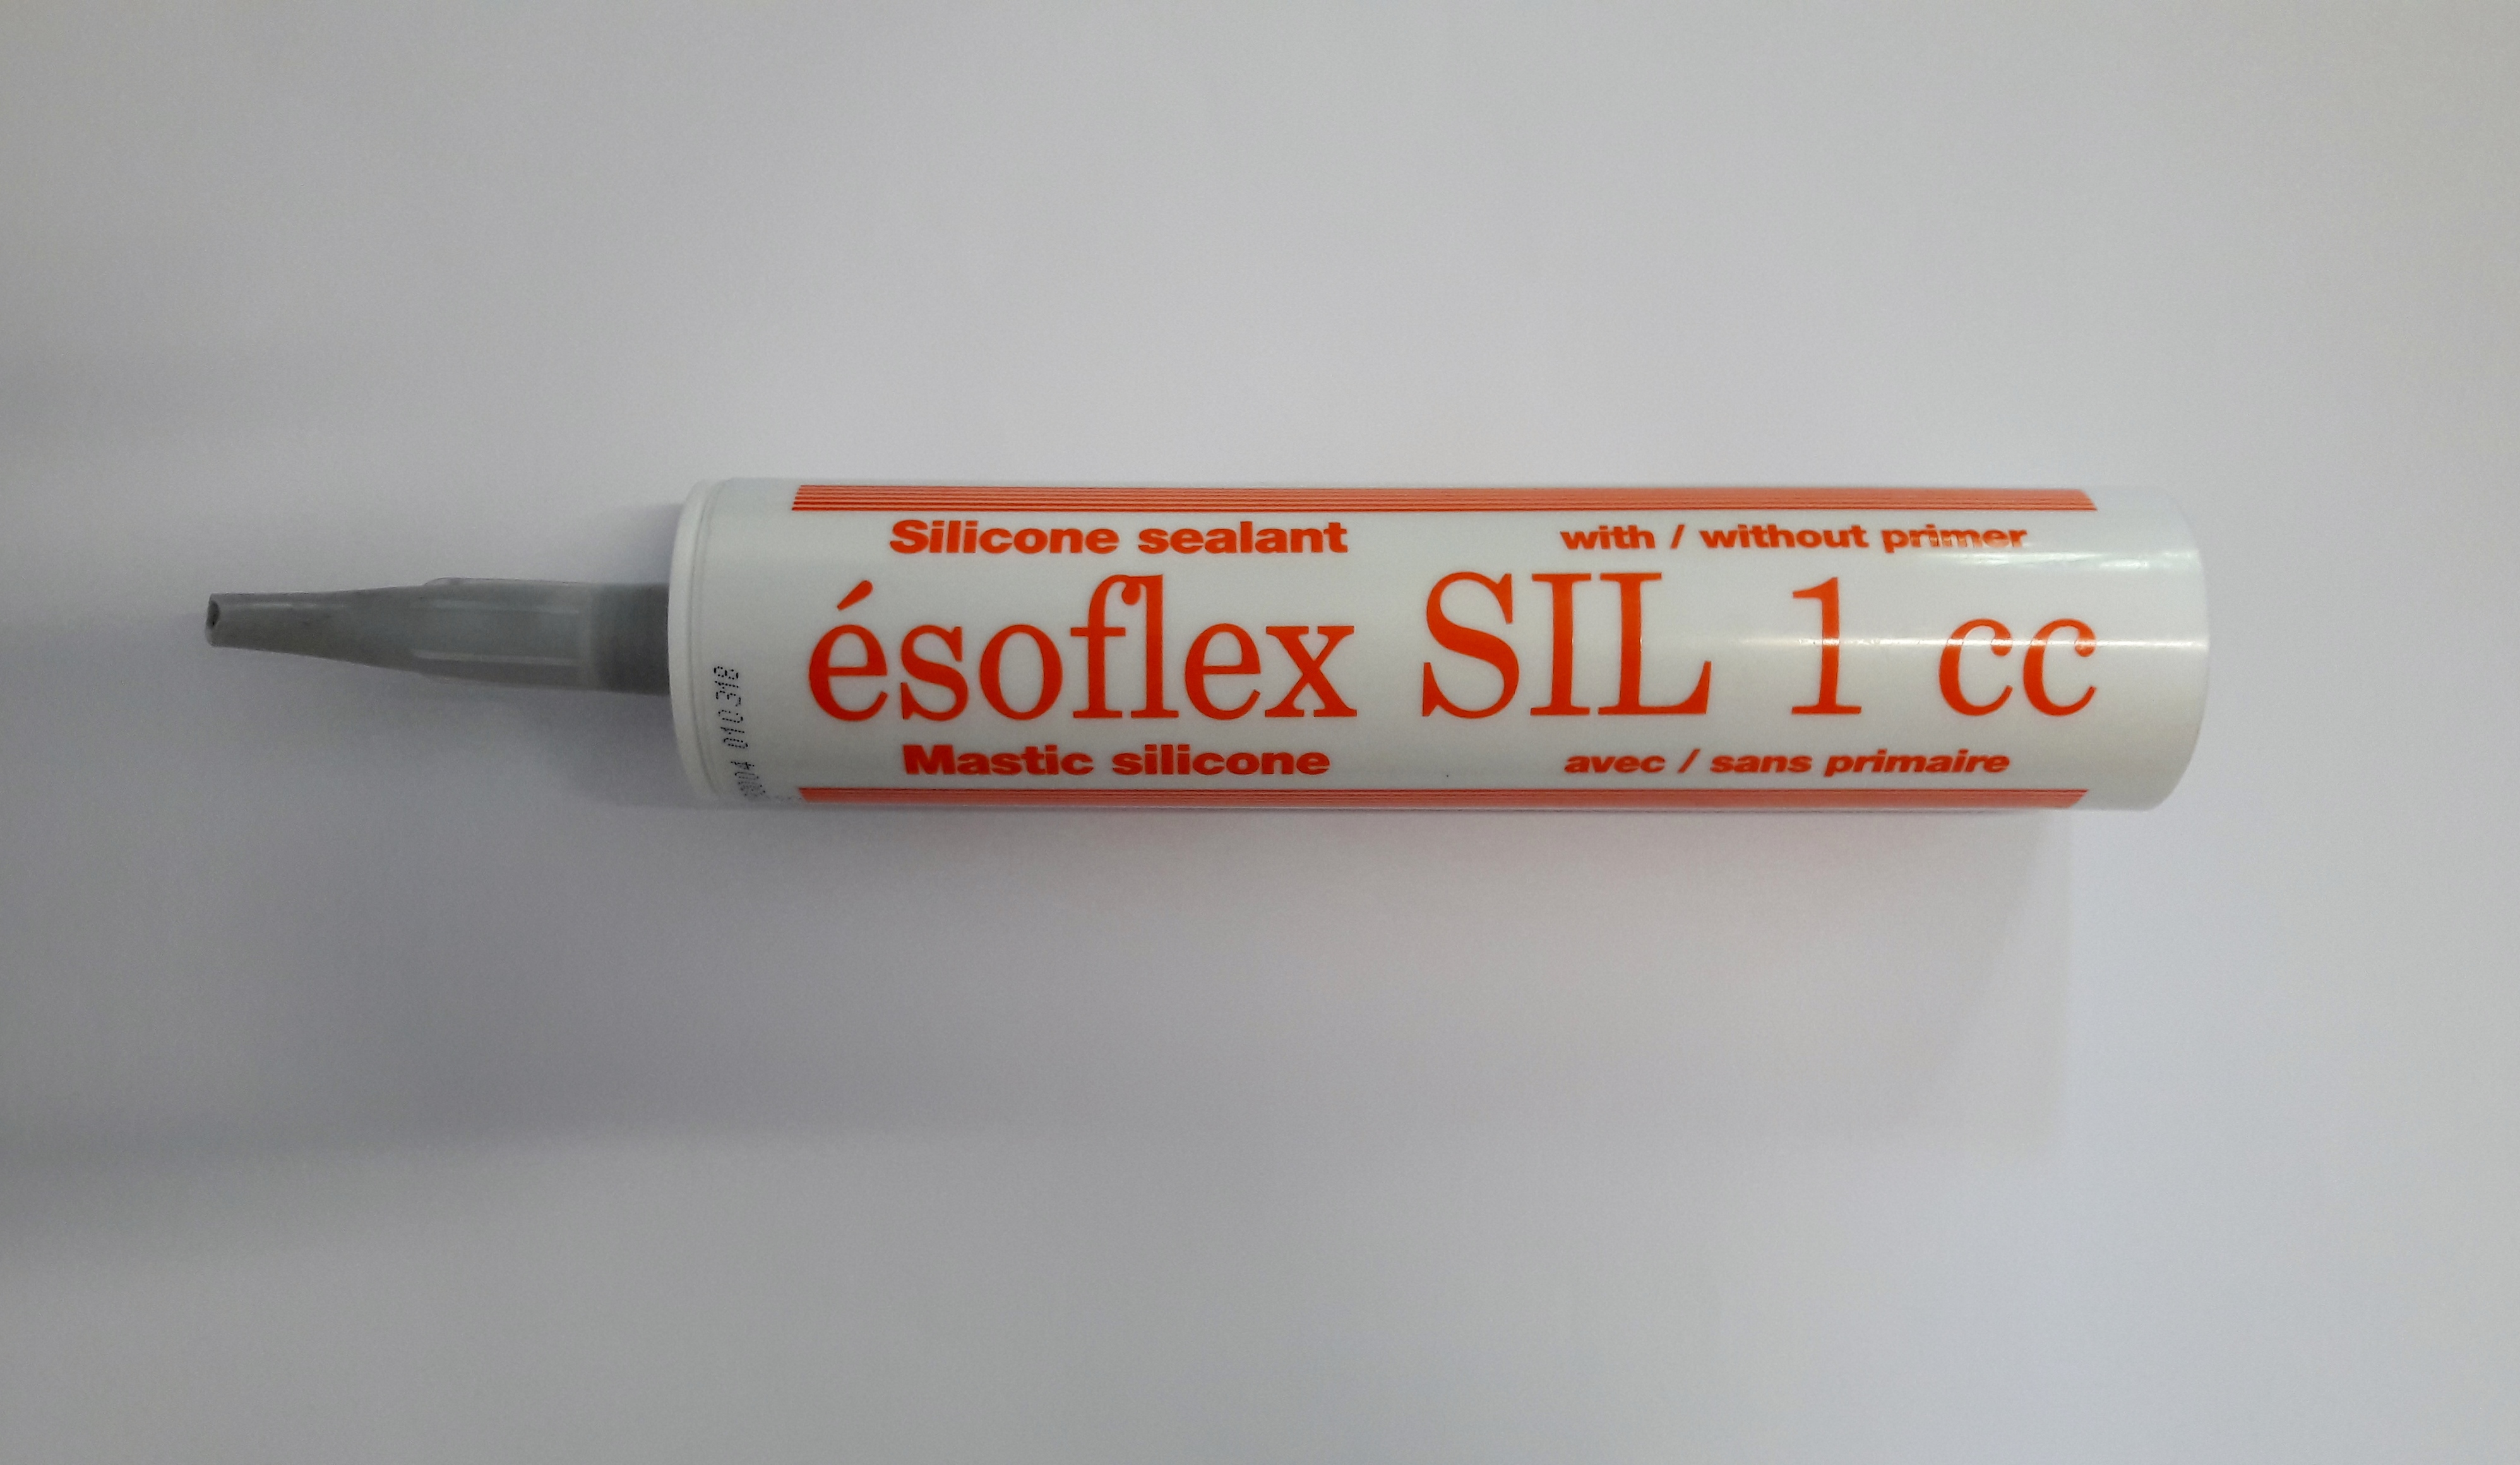 Silicone sealant with / without primer
ésoflex SIL 1 cc
Mastic silicone avec / sans primaire